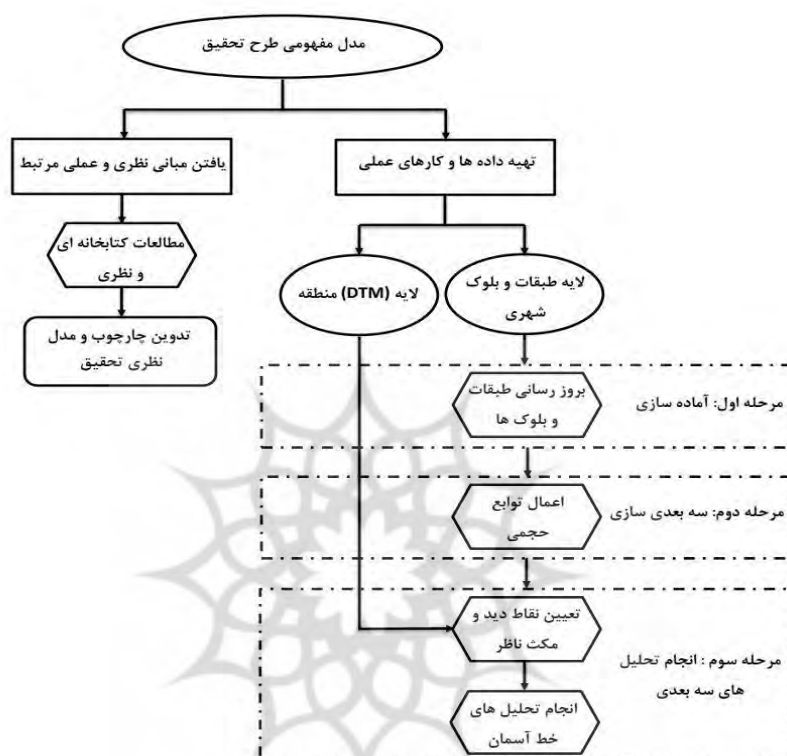 مدل مفهومی طرح تحقیق
یافتن مبانی نظری و عملی مرتبط
تهیه داده ها و کارهای عملی
مطالعات کتابخانه ای
و نظری
تدوین چارچوب و مدل
نظری تحقیق
لایه طبقات و بلوک
شهری
لایه (DTM) منطقه
مرحله اول: آماده سازی
بروز رسانی طبقات
و بلوک ها
مرحله دوم: سه بعدی سازی
اعمال توابع
حجمی
مرحله سوم : انجام تحلیل
های سه بعدی
تعیین نقاط دید و
مکث ناظر
انجام تحلیل های
خط آسمان